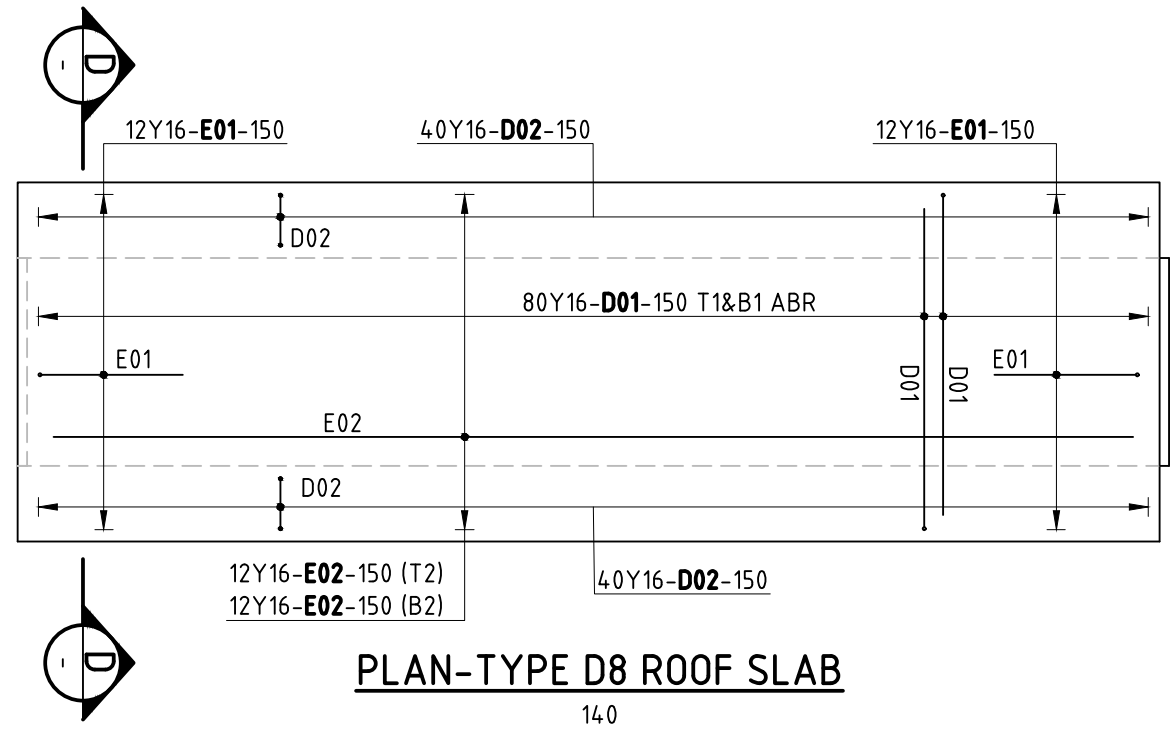 D
12Y16-E01-150
40Y16-D02-150
12Y16-E01-150
D02
80Y16-D01-150 T1&B1 ABR
E01
E01
D01
D01
E02
D02
12Y16-E02-150 (T2)
12Y16-E02-150 (B2)
40Y16-D02-150
D
PLAN-TYPE D8 ROOF SLAB
140